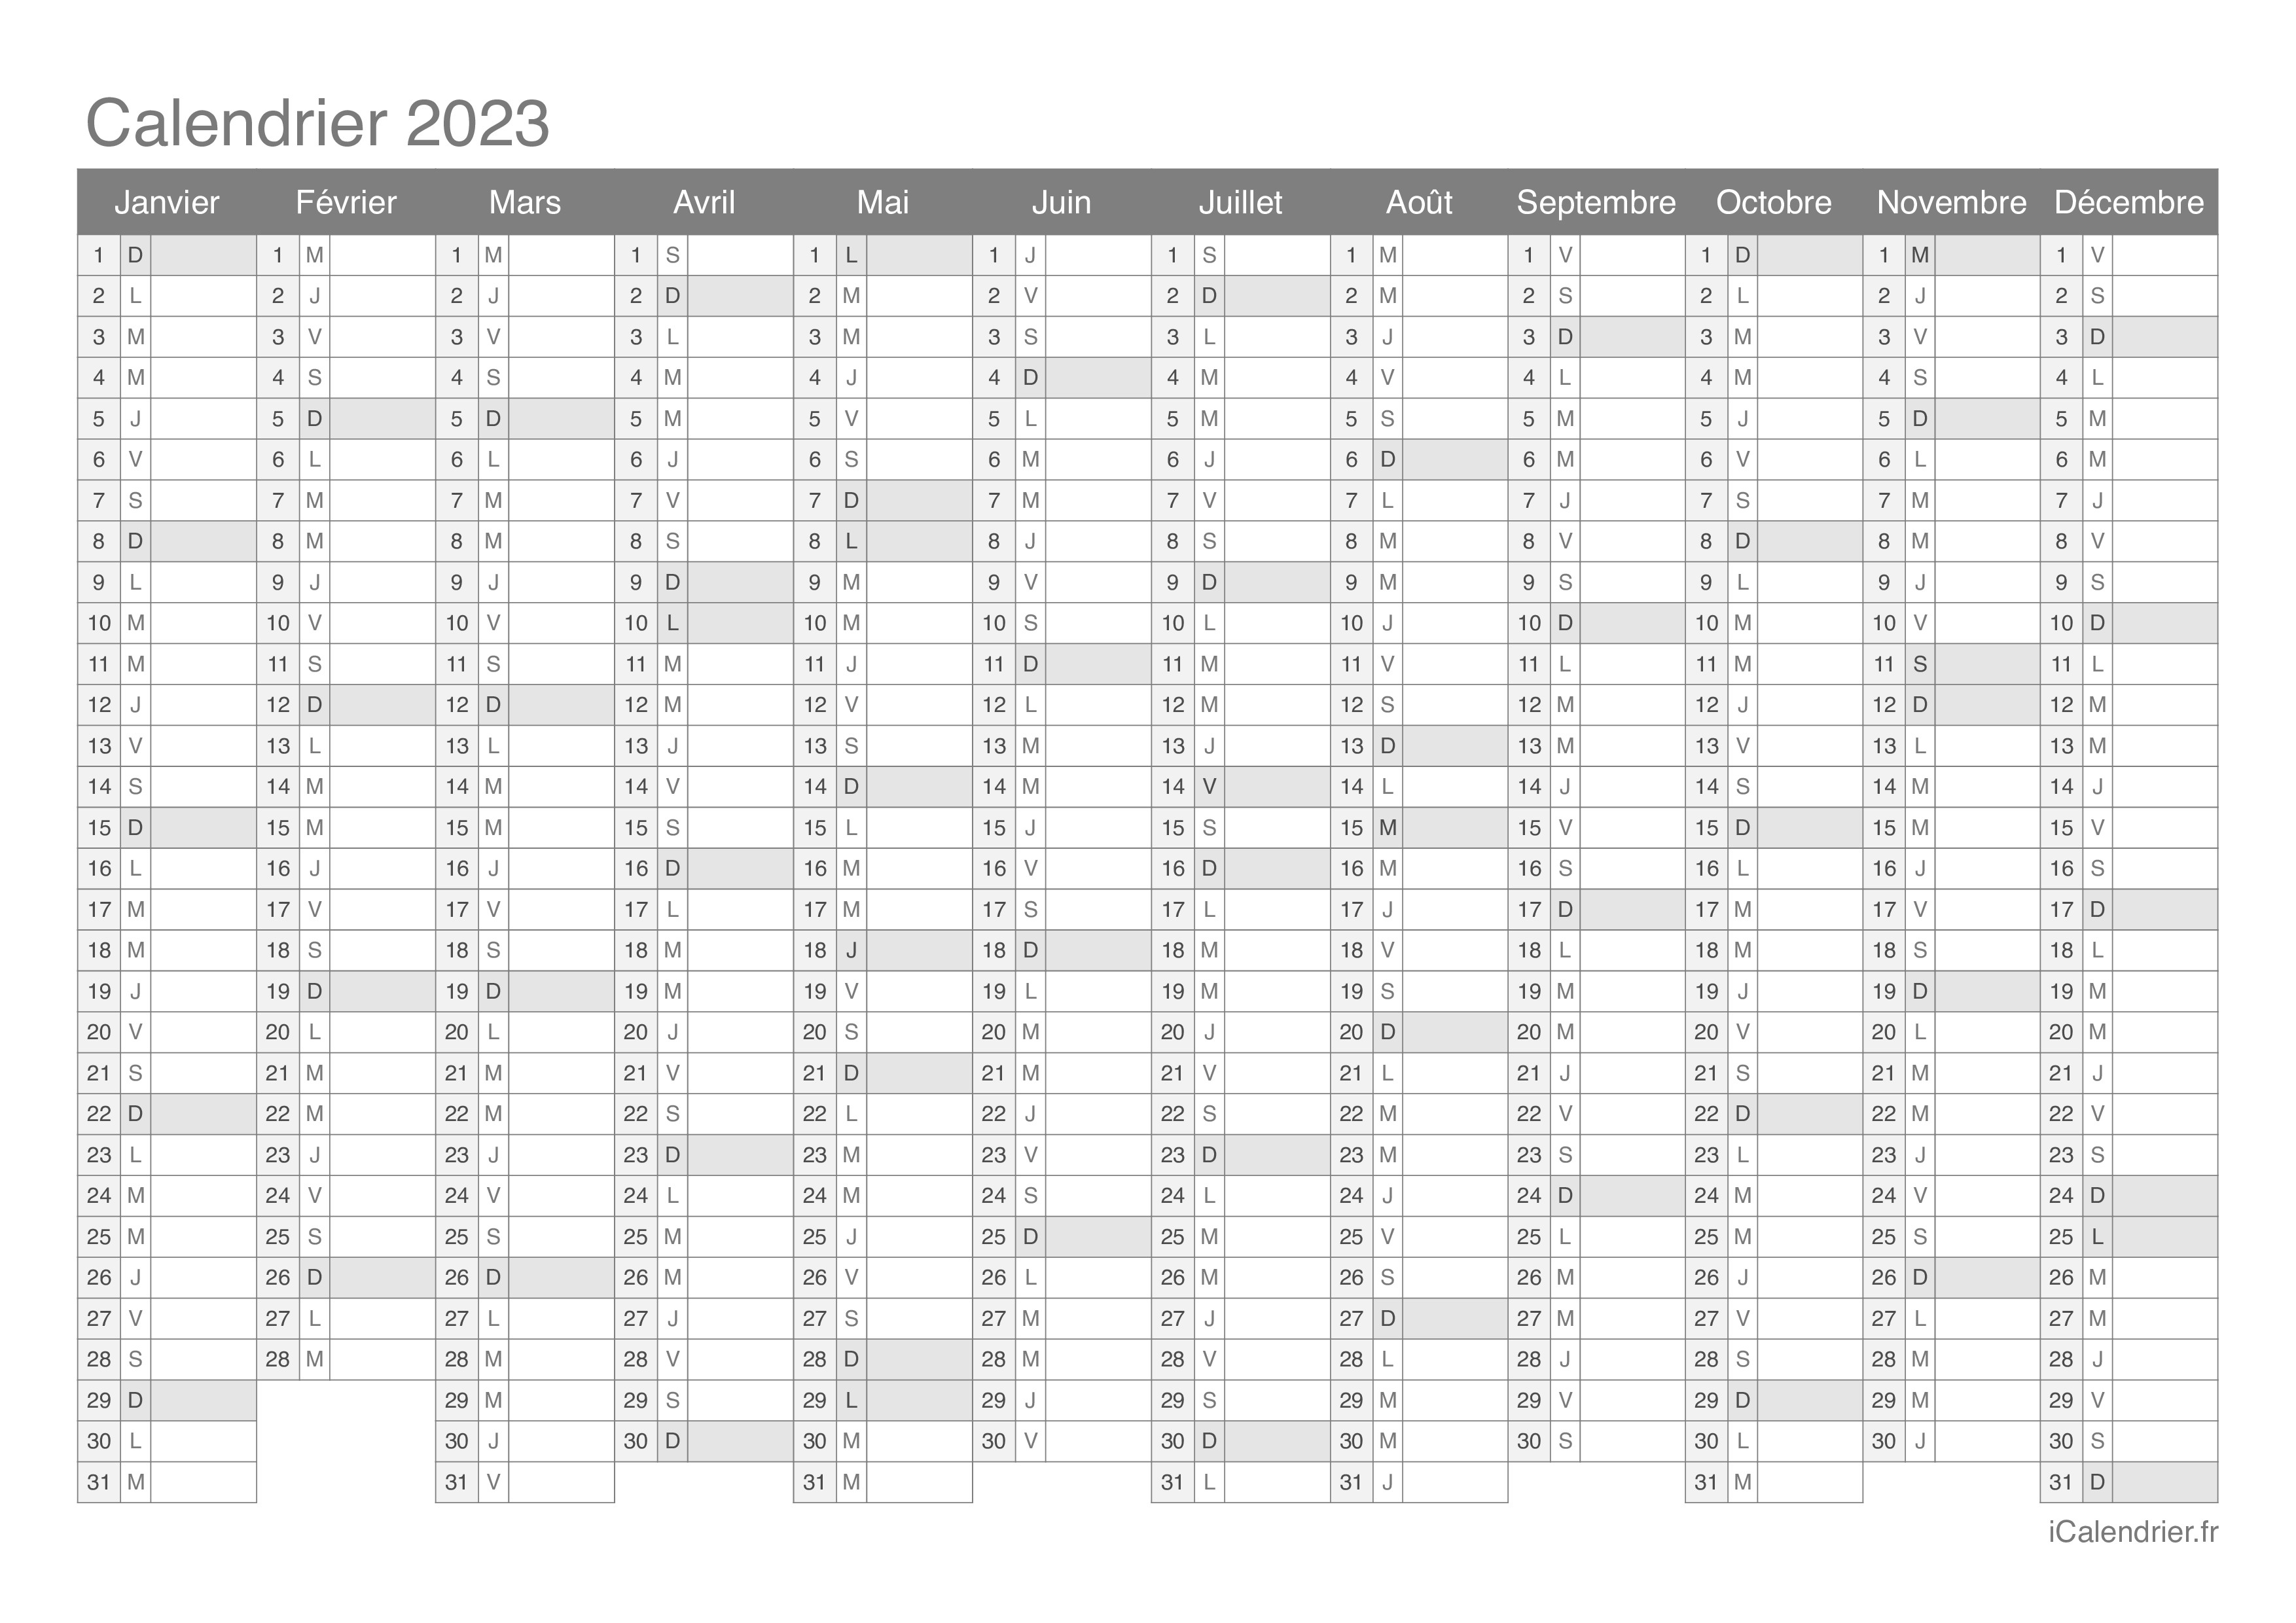 Calendrier 2023
Janvier Février Mars Avril Mai Juin Juillet Août Septembre Octobre Novembre Décembre
1 D 1 M 1 M 1 S 1 L 1 J 1 S 1 M 1 V 1 D 1 M 1 V
2 L 2 J 2 J 2 D 2 M 2 V 2 D 2 M 2 S 2 L 2 J 2 S
3 M 3 V 3 V 3 L 3 M 3 S 3 L 3 J 3 D 3 M 3 V 3 D
4 M 4 S 4 S 4 M 4 J 4 D 4 M 4 V 4 L 4 M 4 S 4 L
5 J 5 D 5 D 5 M 5 V 5 L 5 M 5 S 5 M 5 J 5 D 5 M
6 V 6 L 6 L 6 J 6 S 6 M 6 J 6 D 6 M 6 V 6 L 6 M
7 S 7 M 7 M 7 V 7 D 7 M 7 V 7 L 7 J 7 S 7 M 7 J
8 D 8 M 8 M 8 S 8 L 8 J 8 S 8 M 8 V 8 D 8 M 8 V
9 L 9 J 9 J 9 D 9 M 9 V 9 D 9 M 9 S 9 L 9 J 9 S
10 M 10 V 10 V 10 L 10 M 10 S 10 L 10 J 10 D 10 M 10 V 10 D
11 M 11 S 11 S 11 M 11 J 11 D 11 M 11 V 11 L 11 M 11 S 11 L
12 J 12 D 12 D 12 M 12 V 12 L 12 M 12 S 12 M 12 J 12 D 12 M
13 V 13 L 13 L 13 J 13 S 13 M 13 J 13 D 13 M 13 V 13 L 13 M
14 S 14 M 14 M 14 V 14 D 14 M 14 V 14 L 14 J 14 S 14 M 14 J
15 D 15 M 15 M 15 S 15 L 15 J 15 S 15 M 15 V 15 D 15 M 15 V
16 L 16 J 16 J 16 D 16 M 16 V 16 D 16 M 16 S 16 L 16 J 16 S
17 M 17 V 17 V 17 L 17 M 17 S 17 L 17 J 17 D 17 M 17 V 17 D
18 M 18 S 18 S 18 M 18 J 18 D 18 M 18 V 18 L 18 M 18 S 18 L
19 J 19 D 19 D 19 M 19 V 19 L 19 M 19 S 19 M 19 J 19 D 19 M
20 V 20 L 20 L 20 J 20 S 20 M 20 J 20 D 20 M 20 V 20 L 20 M
21 S 21 M 21 M 21 V 21 D 21 M 21 V 21 L 21 J 21 S 21 M 21 J
22 D 22 M 22 M 22 S 22 L 22 J 22 S 22 M 22 V 22 D 22 M 22 V
23 L 23 J 23 J 23 D 23 M 23 V 23 D 23 M 23 S 23 L 23 J 23 S
24 M 24 V 24 V 24 L 24 M 24 S 24 L 24 J 24 D 24 M 24 V 24 D
25 M 25 S 25 S 25 M 25 J 25 D 25 M 25 V 25 L 25 M 25 S 25 L
26 J 26 D 26 D 26 M 26 V 26 L 26 M 26 S 26 M 26 J 26 D 26 M
27 V 27 L 27 L 27 J 27 S 27 M 27 J 27 D 27 M 27 V 27 L 27 M
28 S 28 M 28 M 28 V 28 D 28 M 28 V 28 L 28 J 28 S 28 M 28 J
29 D 29 M 29 S 29 L 29 J 29 S 29 M 29 V 29 D 29 M 29 V
30 L 30 J 30 D 30 M 30 V 30 D 30 M 30 S 30 L 30 J 30 S
31 M 31 V 31 M 31 L 31 J 31 M 31 D
iCalendrier.fr